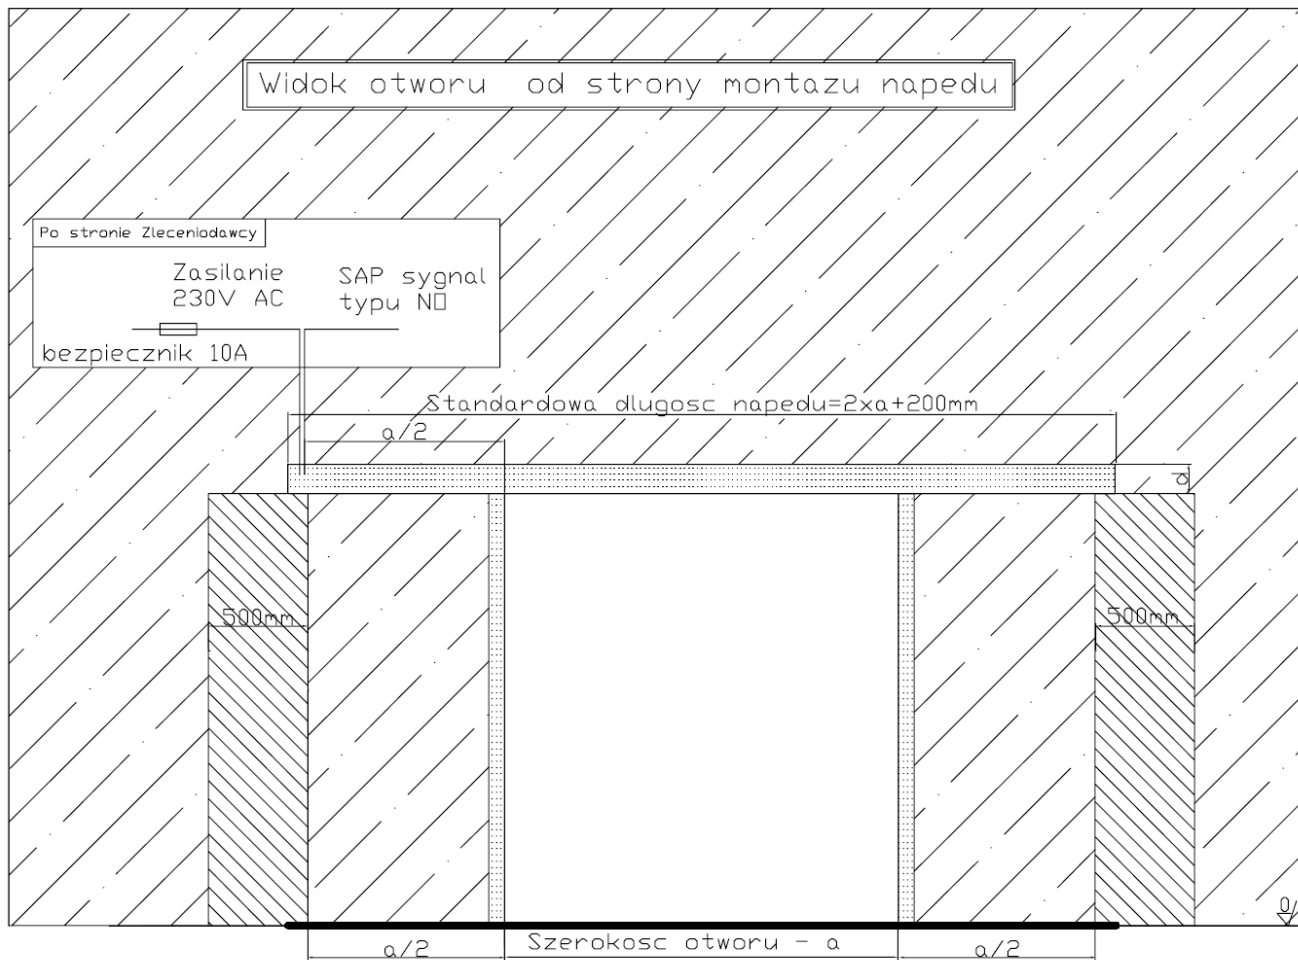 Widok otworu od strony montazu napedu
Po stronie Zleceniodawcy
Zasilanie
230V AC
SAP sygnal
typu NO
bezpiecznik 10A
Standardowa dlugosc napedu=2xa+200mm
a/2
d
500mm
500mm
0/
a/2
Szerokosc otworu - a
a/2